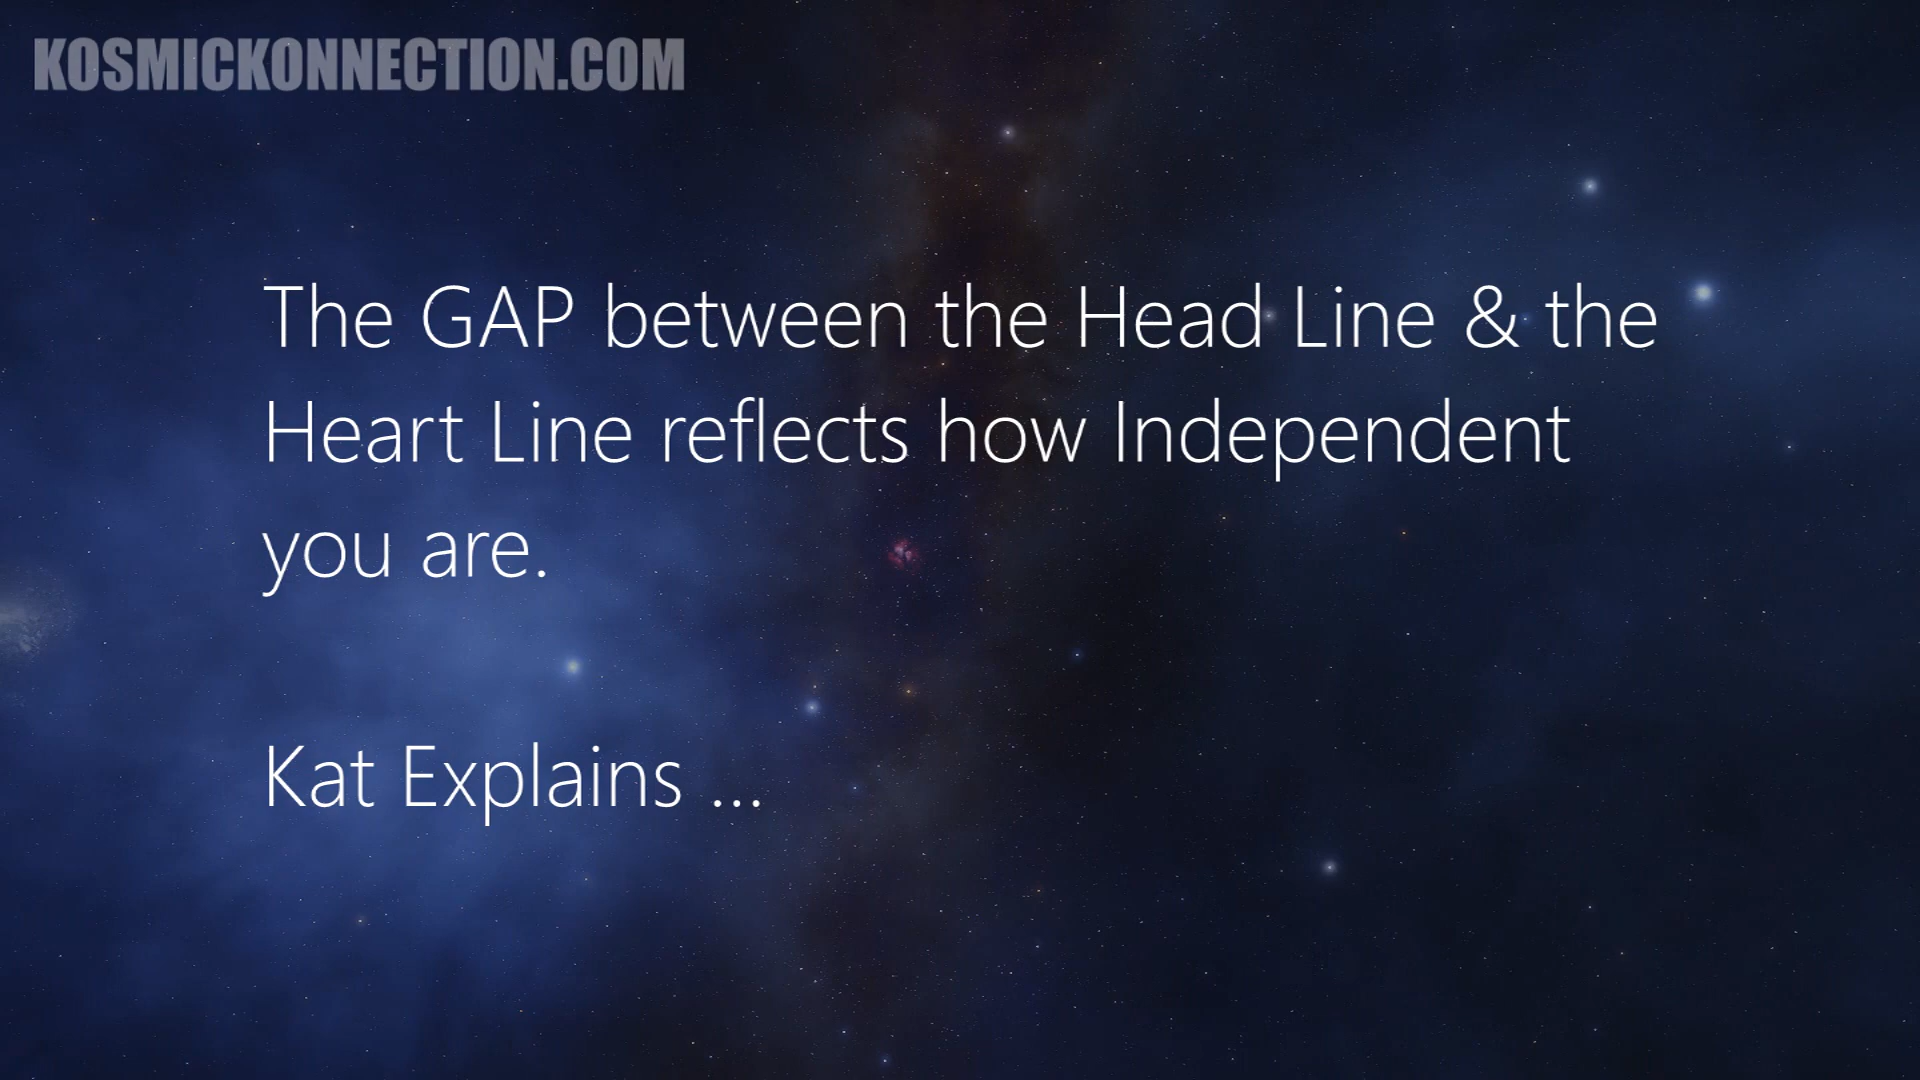 KOSMICKONNECTION.COM
The GAP between the Head Line & the
Heart Line reflects how Independent
you are.
Kat Explains ...